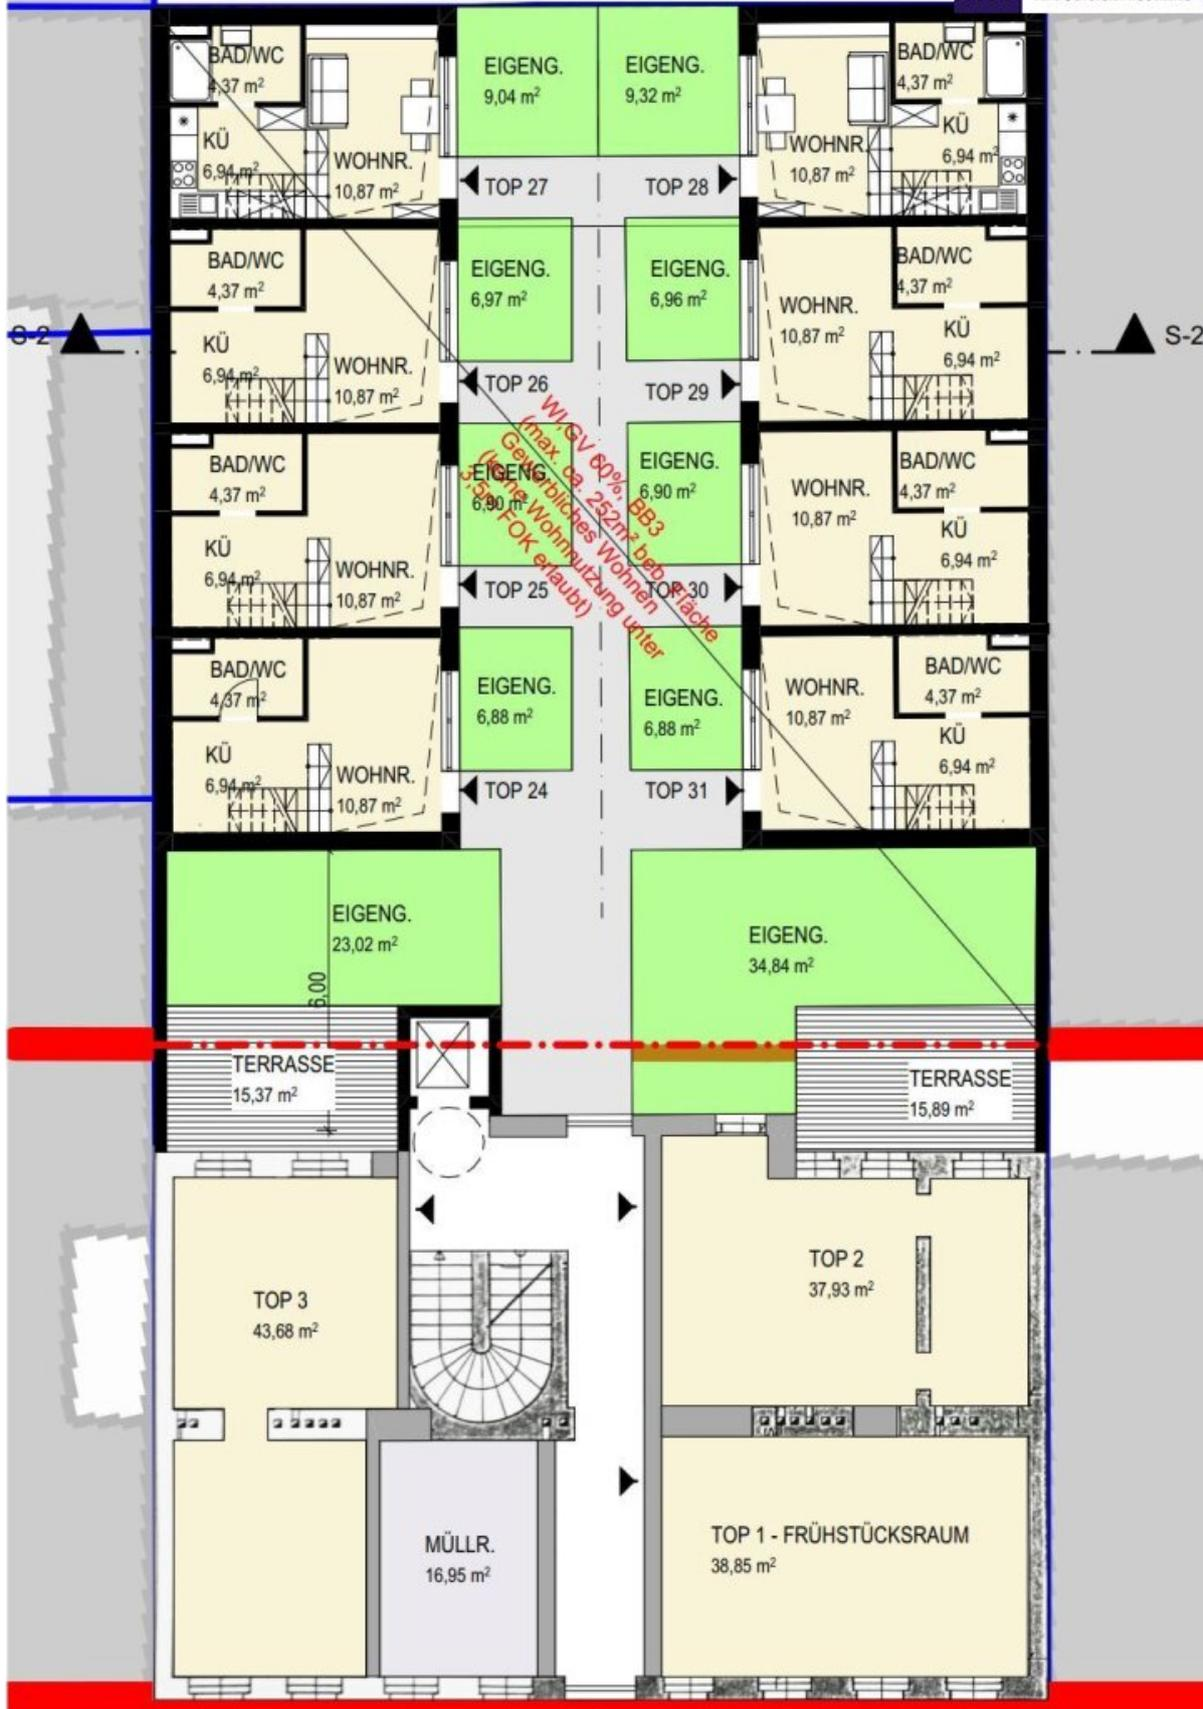 BAD/WC
4,37 m²
KÜ
6,94 m²
WOHNR.
10,87 m²
EIGENG.
9,04 m²
EIGENG.
9,32 m²
WOHNR.
10,87 m²
BAD/WC
4,37 m²
KÜ
6,94 m²
TOP 27
TOP 28
BAD/WC
4,37 m²
KÜ
6,94 m²
WOHNR.
10,87 m²
EIGENG.
6,97 m²
EIGENG.
6,96 m²
WOHNR.
10,87 m²
BAD/WC
4,37 m²
KÜ
6,94 m²
S-2
S-2
TOP 26
TOP 29
WI,GV 60%, BB3
(max. ca. 252m² beb. Fläche
Gewerbliches Wohnen
(keine Wohnnutzung unter
3,5m FOK erlaubt)
BAD/WC
4,37 m²
KÜ
6,94 m²
WOHNR.
10,87 m²
EIGENG.
6,90 m²
EIGENG.
6,90 m²
WOHNR.
10,87 m²
BAD/WC
4,37 m²
KÜ
6,94 m²
TOP 25
TOP 30
BAD/WC
4,37 m²
KÜ
6,94 m²
WOHNR.
10,87 m²
EIGENG.
6,88 m²
EIGENG.
6,88 m²
WOHNR.
10,87 m²
BAD/WC
4,37 m²
KÜ
6,94 m²
TOP 24
TOP 31
EIGENG.
23,02 m²
6,00
EIGENG.
34,84 m²
TERRASSE
15,37 m²
TERRASSE
15,89 m²
TOP 3
43,68 m²
TOP 2
37,93 m²
MÜLLR.
16,95 m²
TOP 1 - FRÜHSTÜCKSRAUM
38,85 m²